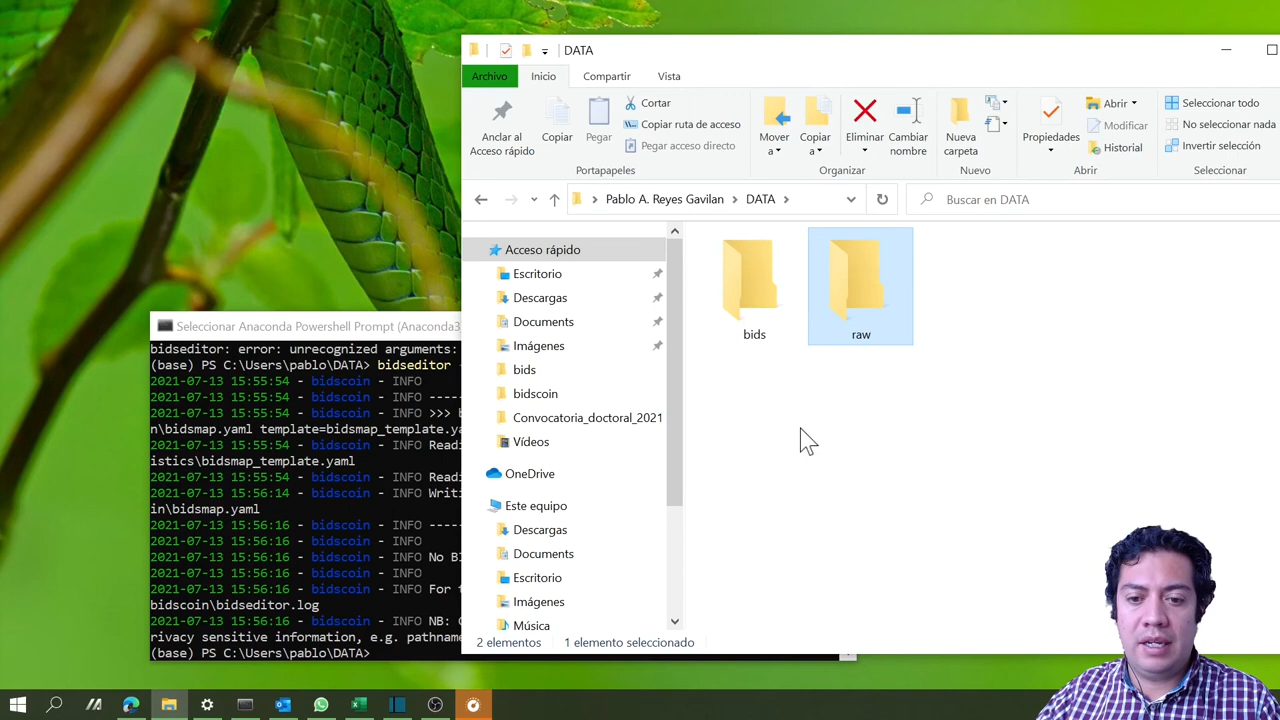 DATA
Archivo Inicio Compartir Vista
Anclar al
Acceso rápido
Copiar
Pegar
Cortar
Copiar ruta de acceso
Pegar acceso directo
Portapapeles
Mover
a
Copiar
a
Eliminar
Cambiar
nombre
Organizar
Nueva
carpeta
Nuevo
Propiedades
Abrir
Modificar
Historial
Abrir
Seleccionar todo
No seleccionar nada
Invertir selección
Seleccionar
Pablo A. Reyes Gavilan DATA
Buscar en DATA
Acceso rápido
Escritorio
Descargas
Documents
Imágenes
bids
bidscoin
Convocatoria_doctoral_2021
Vídeos
OneDrive
Este equipo
Descargas
Documents
Escritorio
Imágenes
Música
bids
raw
2 elementos 1 elemento seleccionado
Seleccionar Anaconda Powershell Prompt (Anaconda3
bidseditor: error: unrecognized arguments:
(base) PS C:\Users\pablo\DATA> bidseditor
2021-07-13 15:55:54 - bidscoin - INFO
2021-07-13 15:55:54 - bidscoin - INFO ----
2021-07-13 15:55:54 - bidscoin - INFO >>>
n\bidsmap.yaml template=bidsmap_template.ya
2021-07-13 15:55:54 - bidscoin - INFO Readi
istics\bidsmap_template.yaml
2021-07-13 15:55:54 - bidscoin - INFO Readi
2021-07-13 15:56:14 - bidscoin - INFO Writi
in\bidsmap.yaml
2021-07-13 15:56:16 - bidscoin - INFO ----
2021-07-13 15:56:16 - bidscoin - INFO
2021-07-13 15:56:16 - bidscoin - INFO No BI
2021-07-13 15:56:16 - bidscoin - INFO
2021-07-13 15:56:16 - bidscoin - INFO For t
bidscoin\bidseditor.log
2021-07-13 15:56:16 - bidscoin - INFO NB:
rivacy sensitive information, e.g. pathname
(base) PS C:\Users\pablo\DATA>